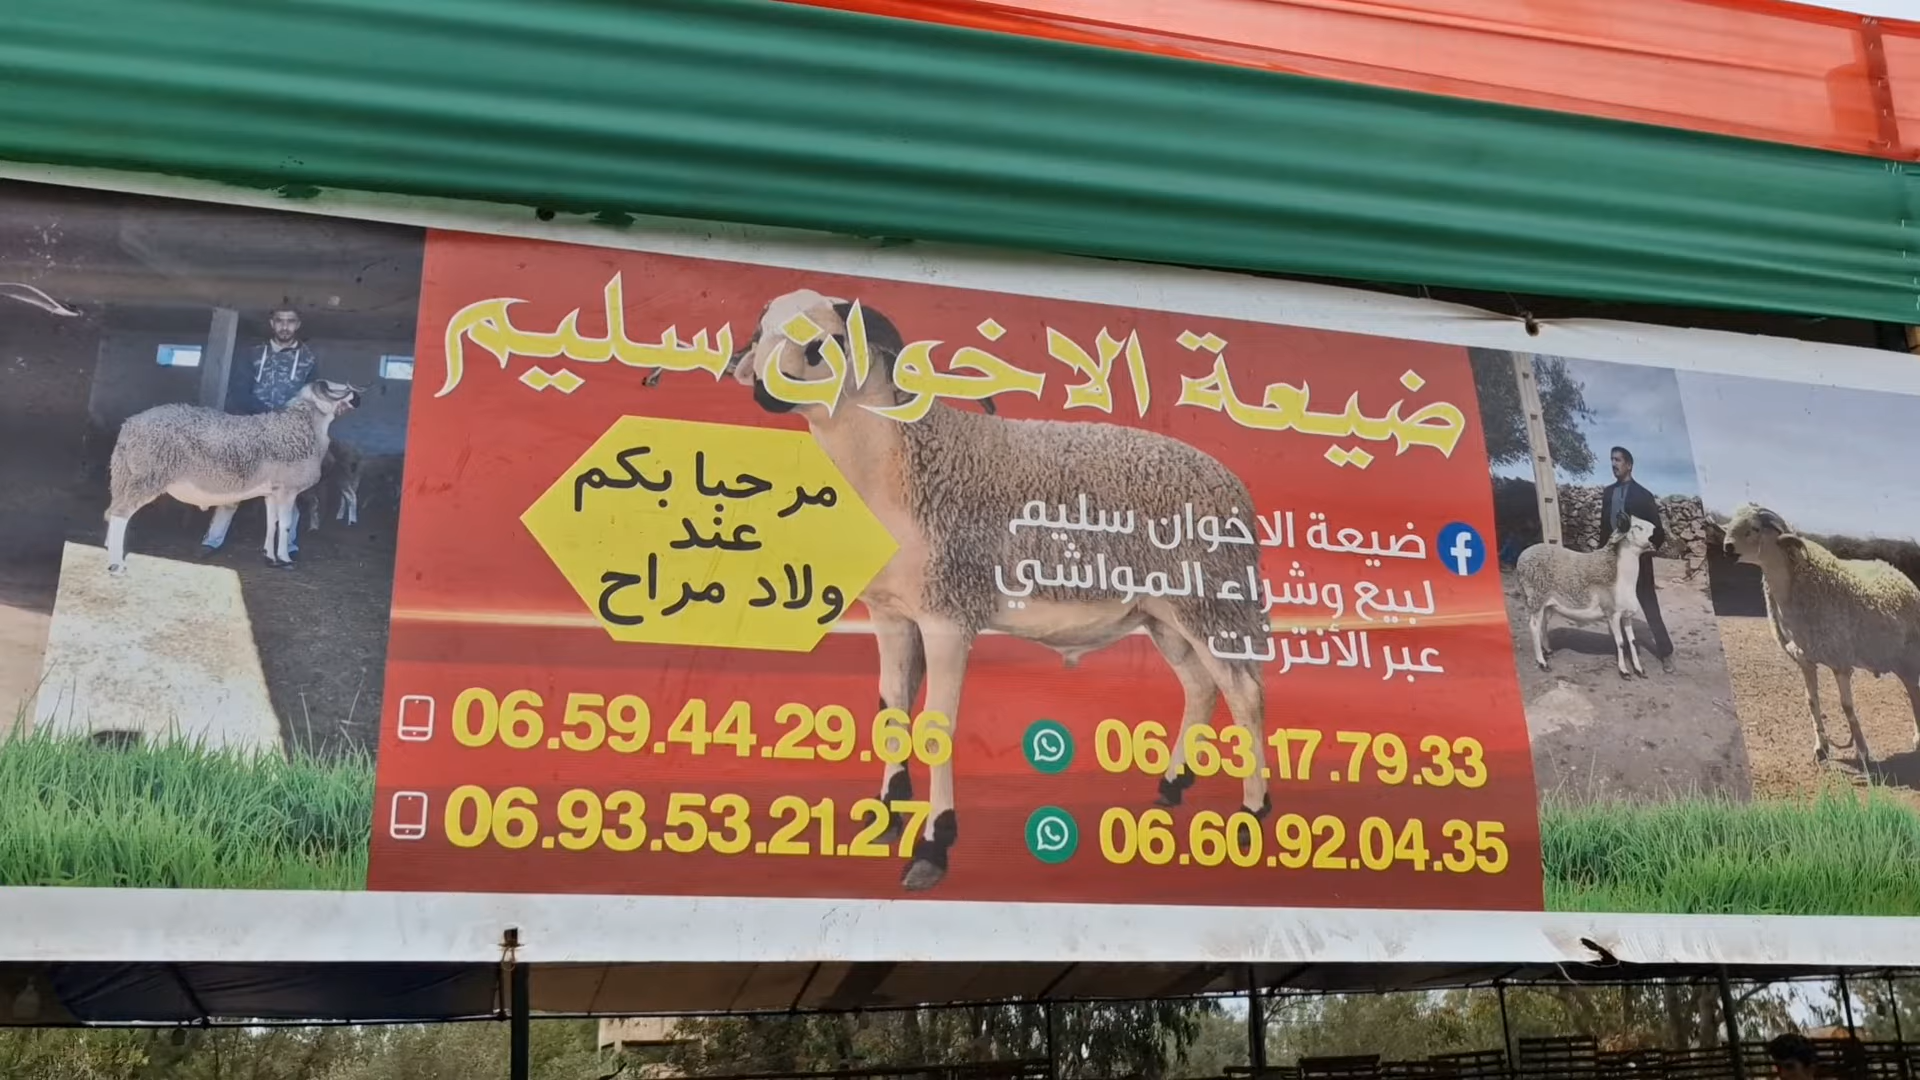 ضيعة الاخوان سليم
مرحبا بكم
عند
ولاد مراح
ضيعة الاخوان سليم
لبيع وشراء المواشي
عبر الأنترنت
06.59.44.29.66
06.63.17.79.33
06.93.53.21.27
06.60.92.04.35